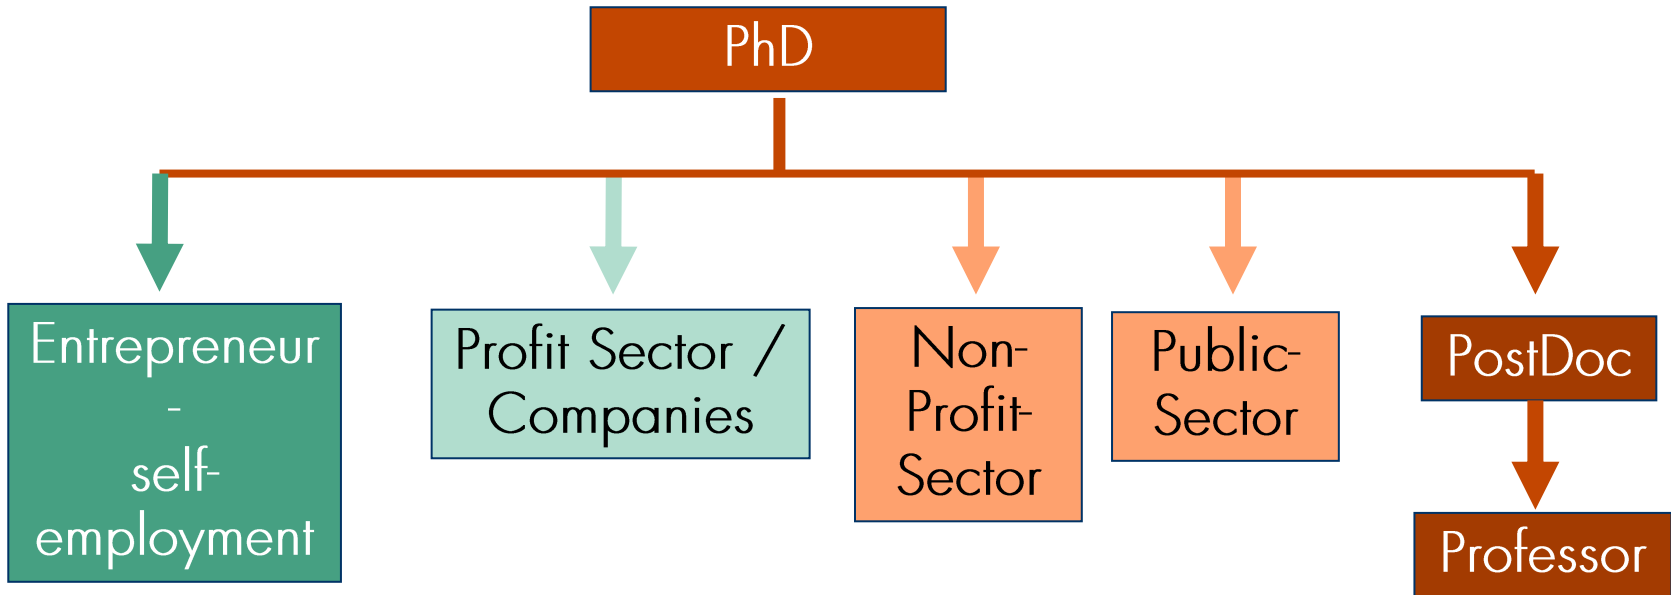 PhD
Entrepreneur
-
self-
employment
Profit Sector /
Companies
Non-
Profit-
Sector
Public-
Sector
PostDoc
Professor